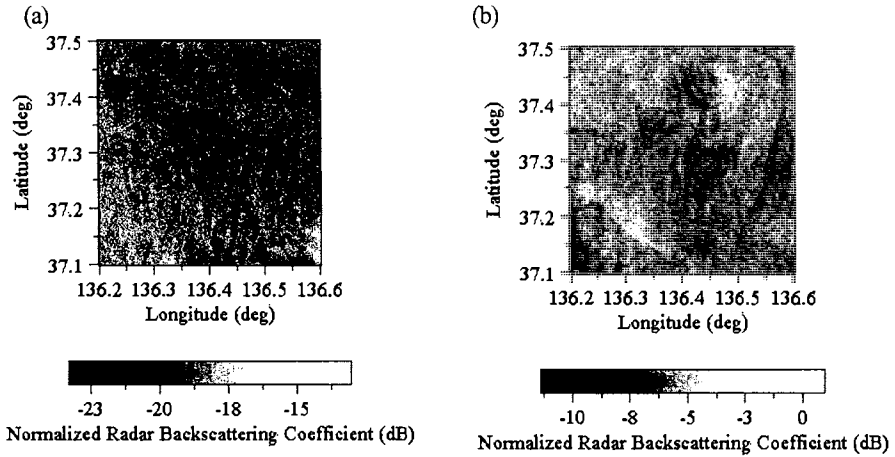 (a)
37.5
37.4
37.3
37.2
37.1
Latitude (deg)
136.2 136.3 136.4 136.5 136.6
Longitude (deg)
-23 -20 -18 -15
Normalized Radar Backscattering Coefficient (dB)
(b)
37.5
37.4
37.3
37.2
37.1
Latitude (deg)
136.2 136.3 136.4 136.5 136.6
Longitude (deg)
-10 -8 -5 -3 0
Normalized Radar Backscattering Coefficient (dB)